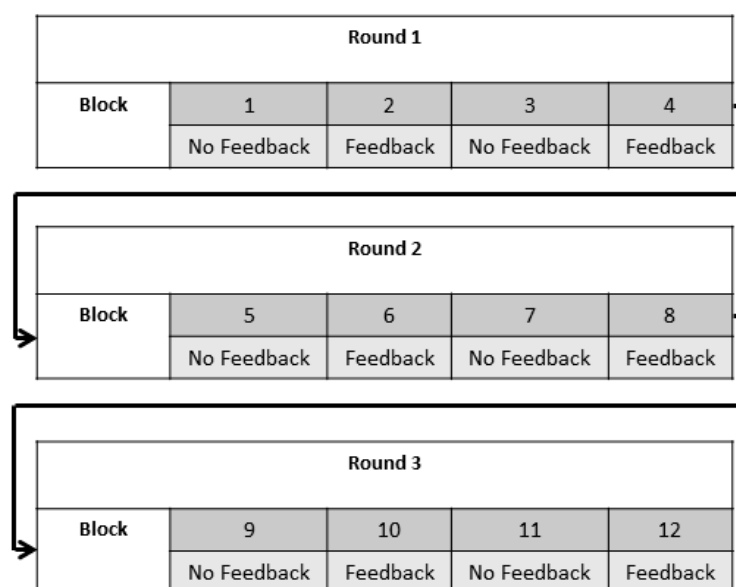 Round 1
Block 1 2 3 4
No Feedback Feedback No Feedback Feedback
Round 2
Block 5 6 7 8
No Feedback Feedback No Feedback Feedback
Round 3
Block 9 10 11 12
No Feedback Feedback No Feedback Feedback